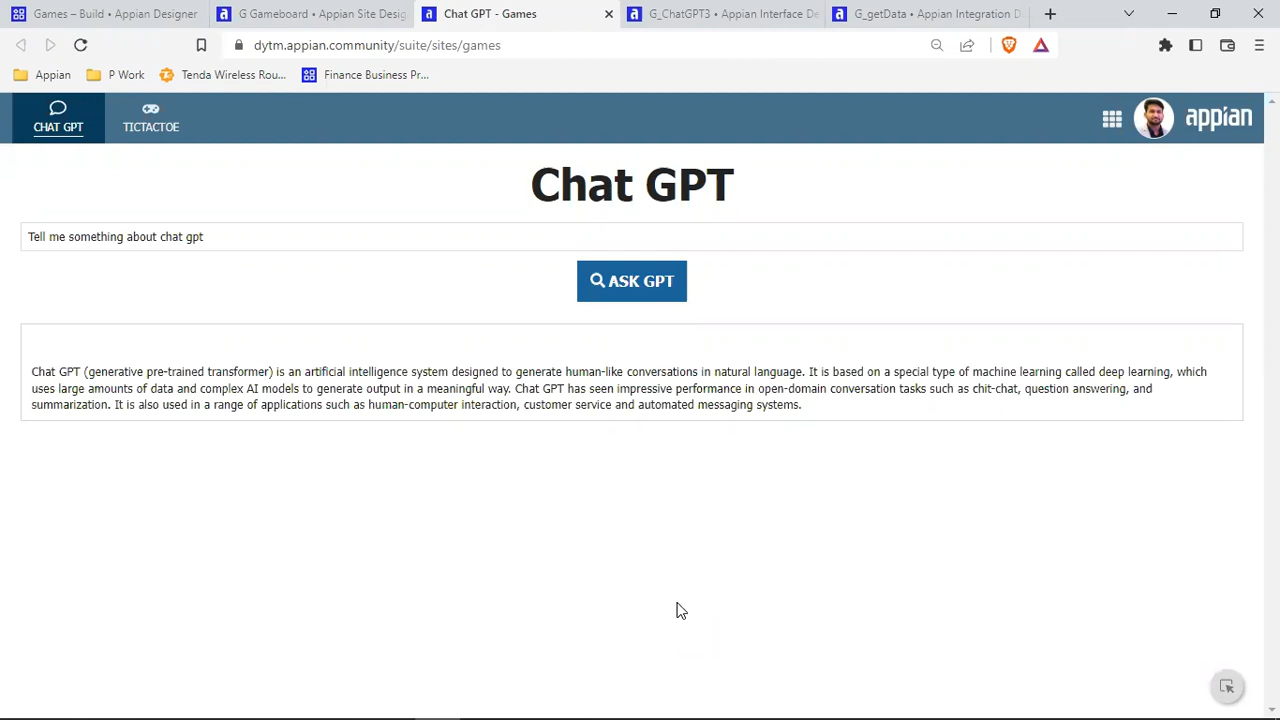 Games – Build • Appian Designer
G Gameboard • Appian Site Desig
Chat GPT - Games
G_ChatGPT3 • Appian Interface De
G_getData • Appian Integration D
dytm.appian.community/suite/sites/games
Appian
P Work
Tenda Wireless Rou...
Finance Business Pr...
CHAT GPT
TICTACTOE
appian
Chat GPT
Tell me something about chat gpt
ASK GPT
Chat GPT (generative pre-trained transformer) is an artificial intelligence system designed to generate human-like conversations in natural language. It is based on a special type of machine learning called deep learning, which
uses large amounts of data and complex AI models to generate output in a meaningful way. Chat GPT has seen impressive performance in open-domain conversation tasks such as chit-chat, question answering, and
summarization. It is also used in a range of applications such as human-computer interaction, customer service and automated messaging systems.